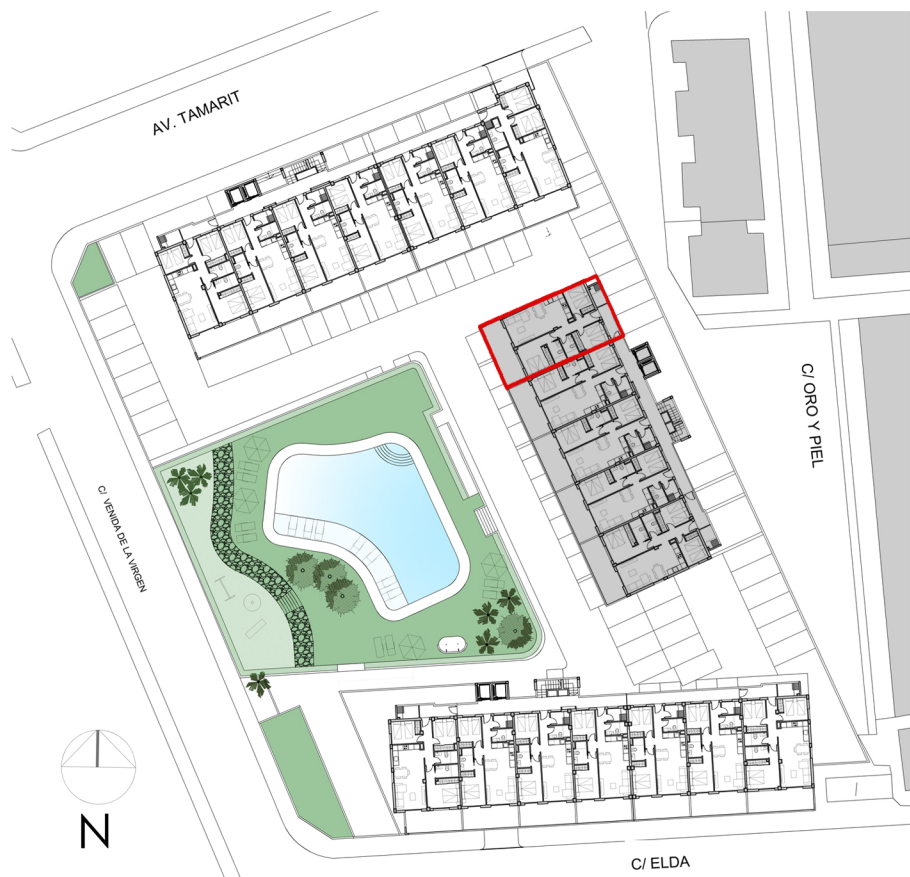 AV. TAMARIT
C/ ORO Y PIEL
C/ VENIDA DE LA VIRGEN
N
C/ ELDA